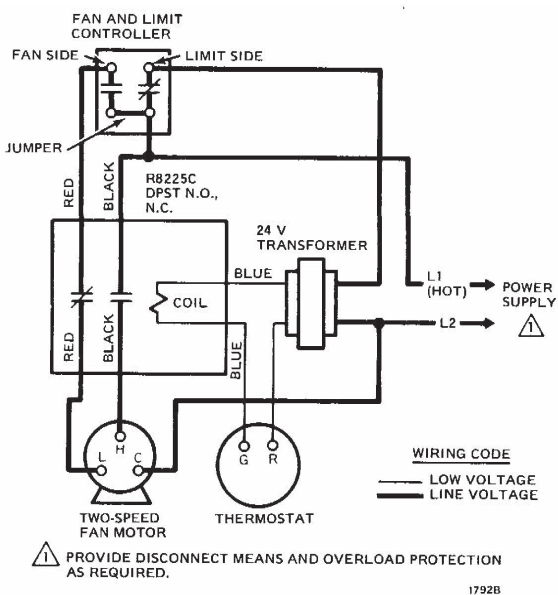 FAN AND LIMIT
CONTROLLER
FAN SIDE
LIMIT SIDE
JUMPER
RED
BLACK
R8225C
DPST N.O.,
N.C.
24 V
TRANSFORMER
BLUE
COIL
L1
(HOT)
POWER
SUPPLY
1
L2
RED
BLACK
BLUE
H
L
C
G
R
WIRING CODE
LOW VOLTAGE
LINE VOLTAGE
TWO-SPEED
FAN MOTOR
THERMOSTAT
1 PROVIDE DISCONNECT MEANS AND OVERLOAD PROTECTION
AS REQUIRED.
1792B